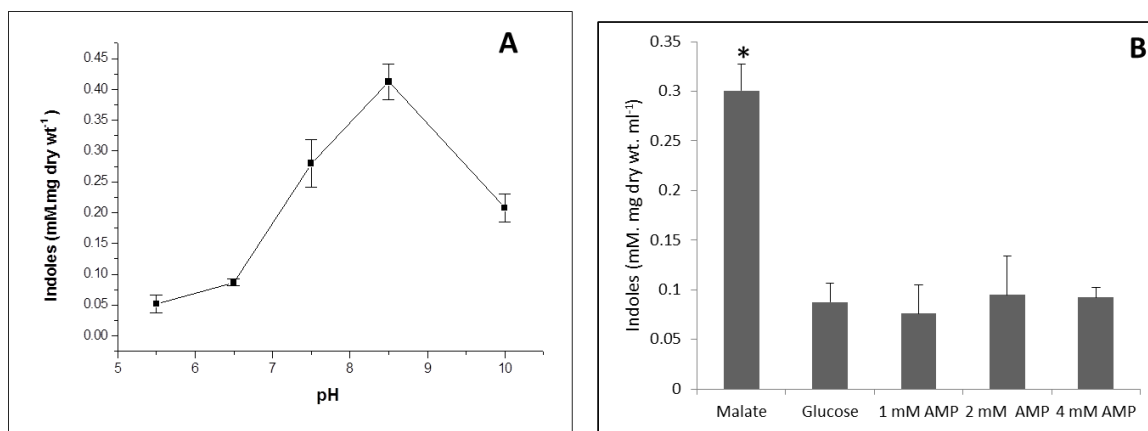 A
Indoles (mM.mg dry wt⁻¹)
0.45
0.40
0.35
0.30
0.25
0.20
0.15
0.10
0.05
0.00
5 6 7 8 9 10
pH
B
Indoles (mM. mg dry wt. ml⁻¹)
0.35
0.3
0.25
0.2
0.15
0.1
0.05
0
*
Malate Glucose 1 mM AMP 2 mM AMP 4 mM AMP